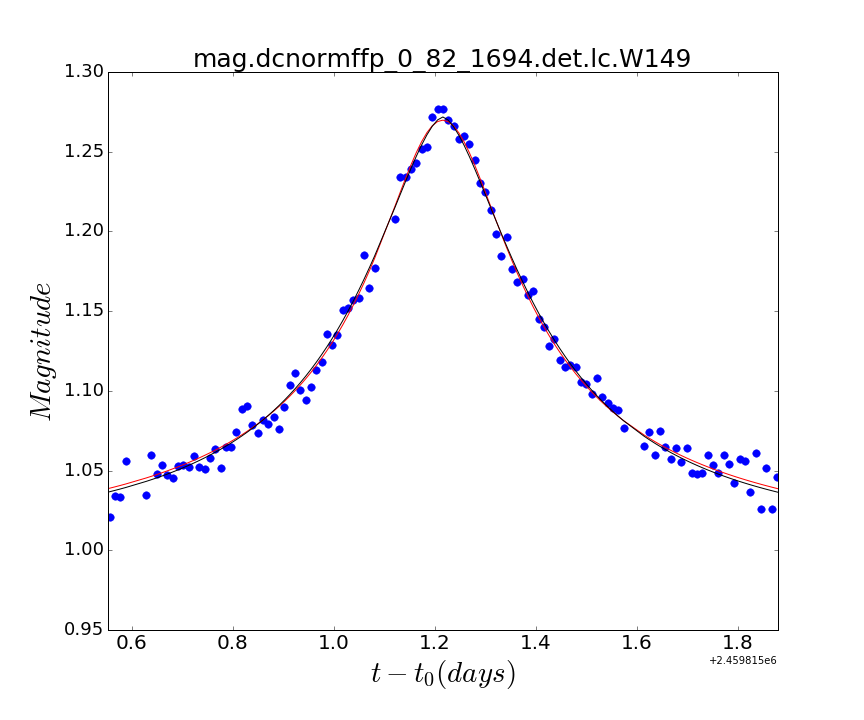 mag.dcnormffp_0_82_1694.det.lc.W149
1.30
1.25
1.20
1.15
1.10
1.05
1.00
0.95
Magnitude
0.6 0.8 1.0 1.2 1.4 1.6 1.8
+2.459815e6
t − t₀(days)